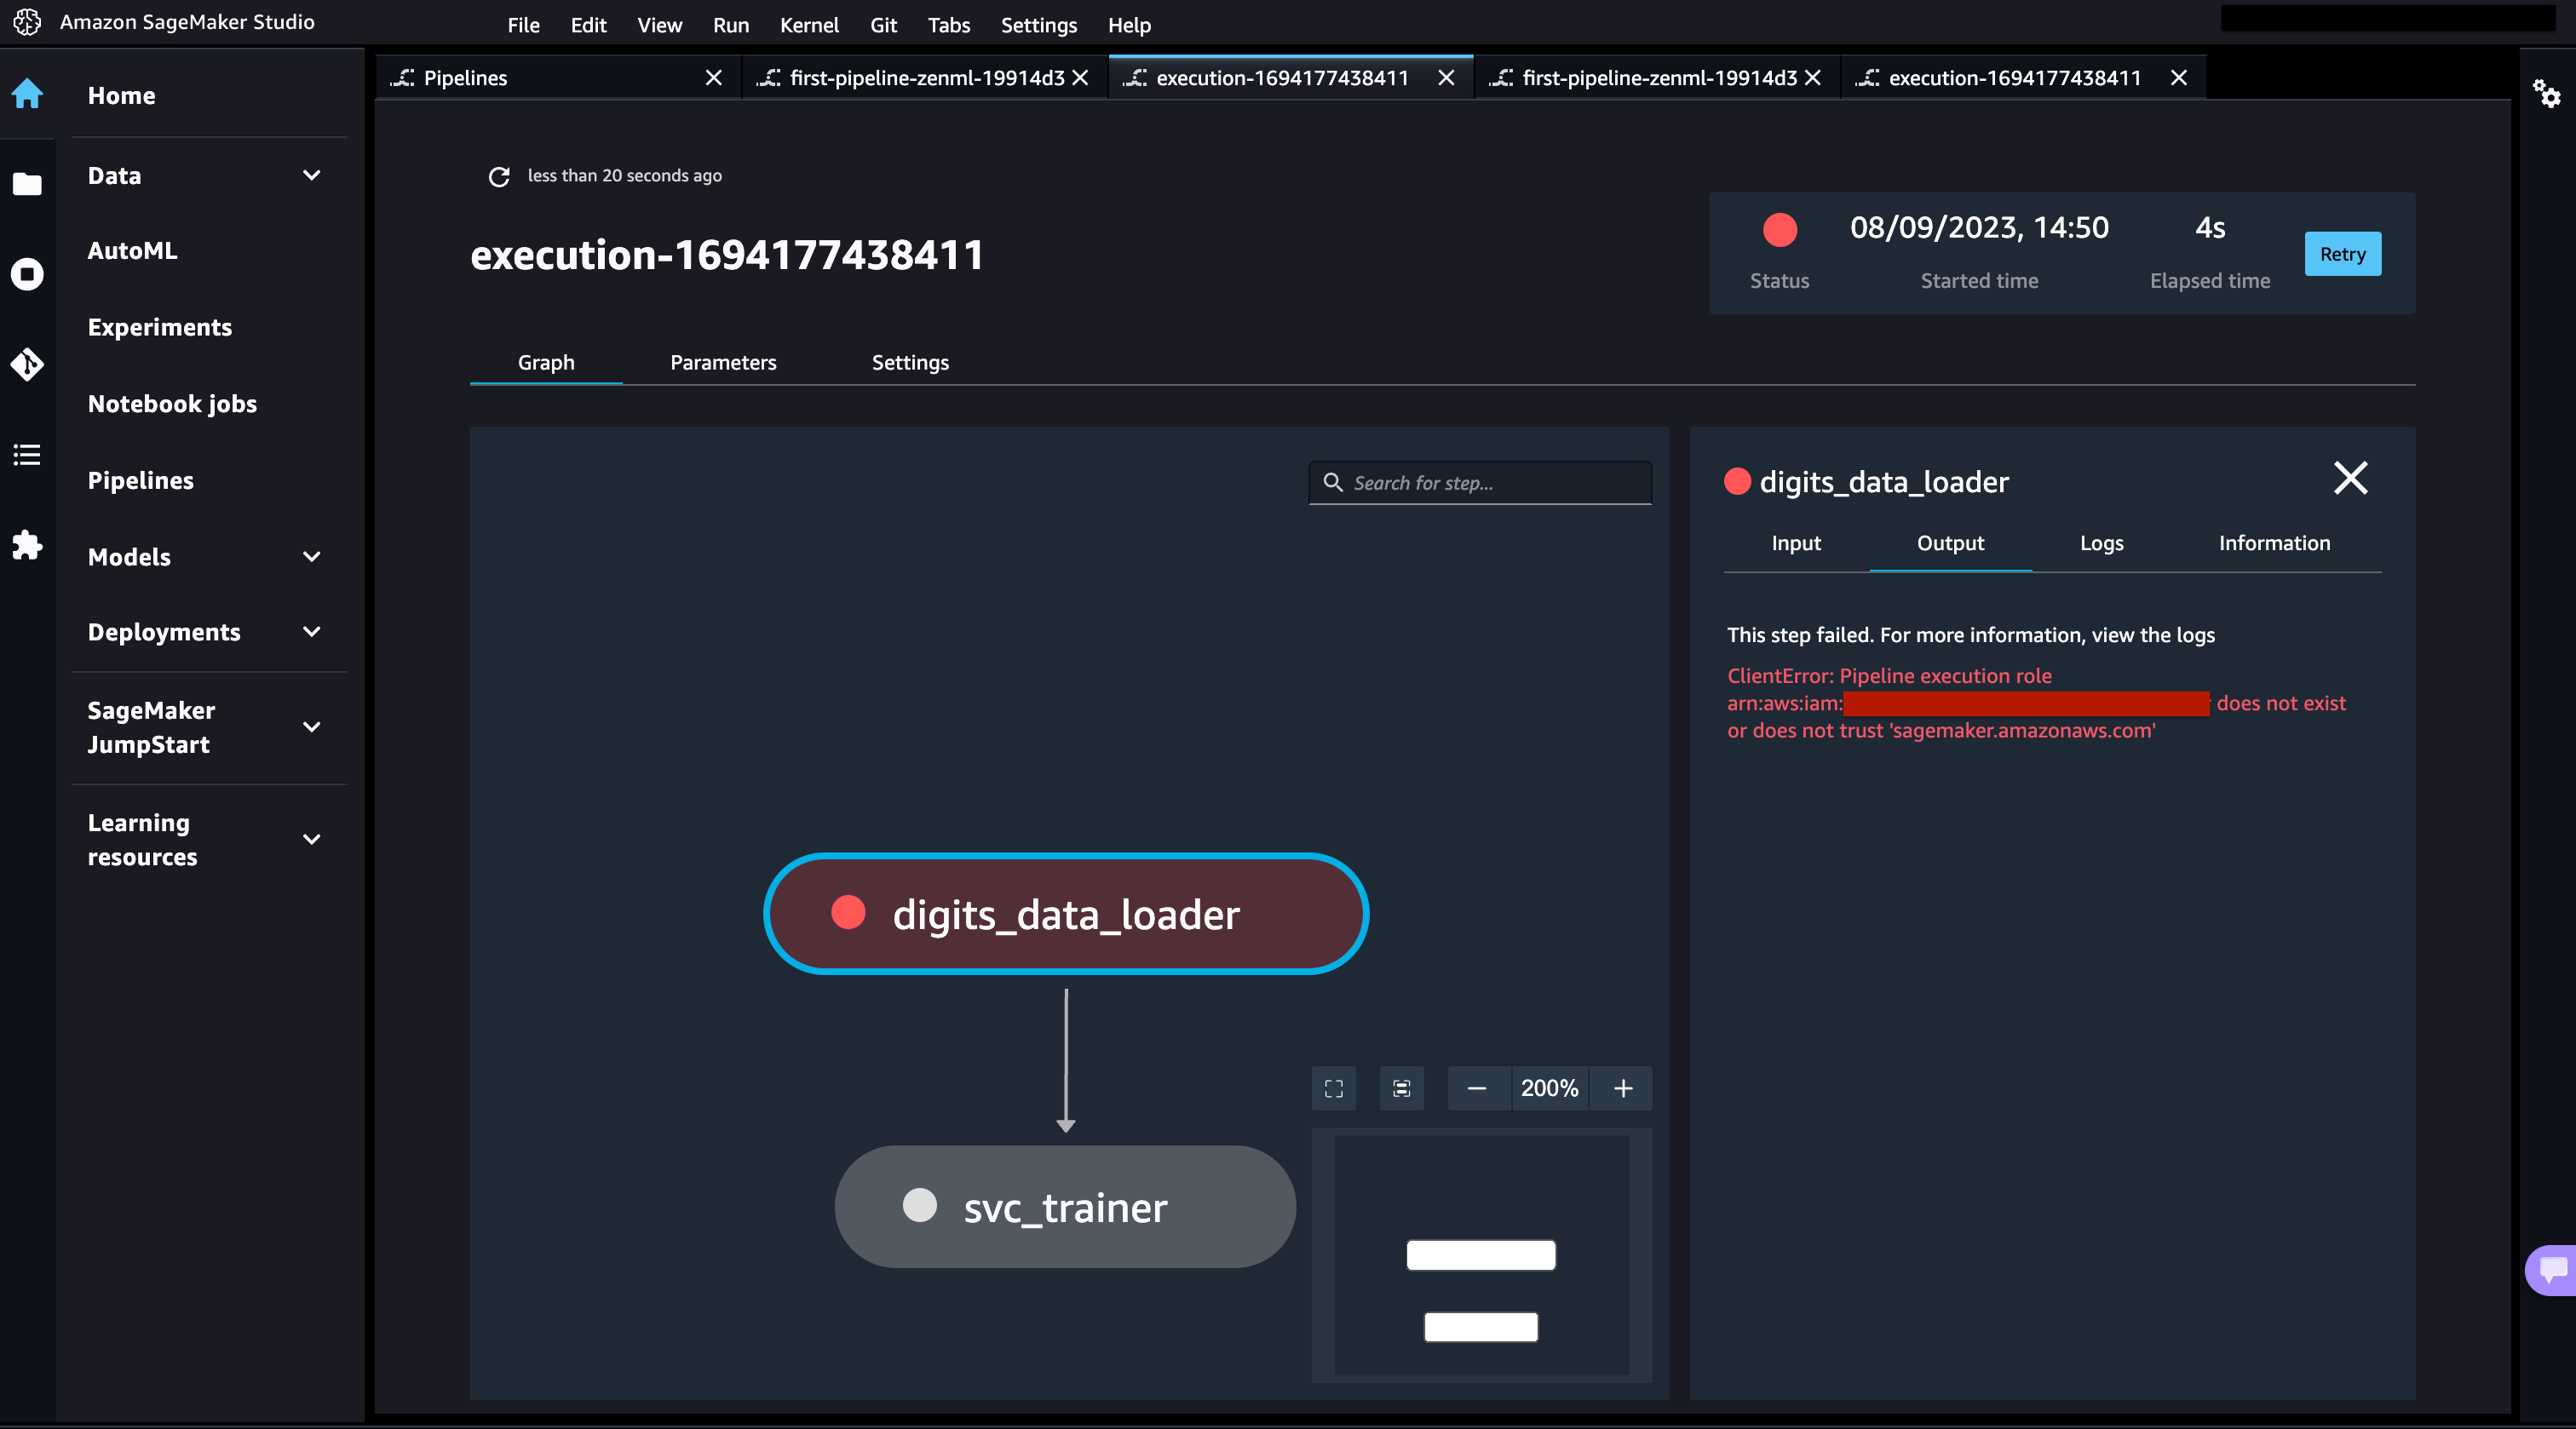 Amazon SageMaker Studio
File Edit View Run Kernel Git Tabs Settings Help
Pipelines
first-pipeline-zenml-19914d3
execution-1694177438411
first-pipeline-zenml-19914d3
execution-1694177438411
Home
Data
AutoML
Experiments
Notebook jobs
Pipelines
Models
Deployments
SageMaker
JumpStart
Learning
resources
less than 20 seconds ago
execution-1694177438411
08/09/2023, 14:50 4s
Status Started time Elapsed time
Retry
Graph Parameters Settings
Search for step...
digits_data_loader
svc_trainer
200%
digits_data_loader
Input Output Logs Information
This step failed. For more information, view the logs
ClientError: Pipeline execution role
arn:aws:iam: does not exist
or does not trust 'sagemaker.amazonaws.com'